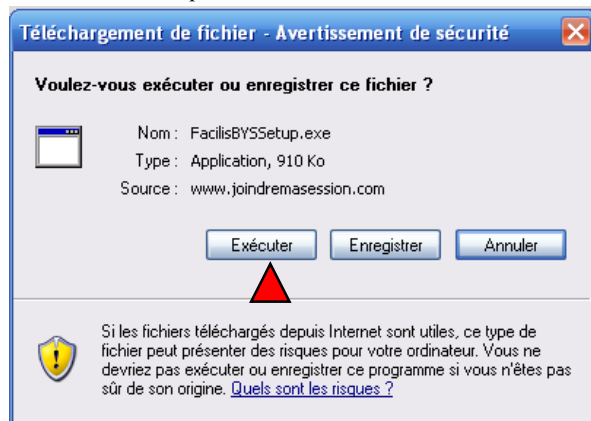 Téléchargement de fichier - Avertissement de sécurité
Voulez-vous exécuter ou enregistrer ce fichier ?
Nom : FacilisBYSSetup.exe
Type : Application, 910 Ko
Source : www.joindremasession.com
Exécuter Enregistrer Annuler
Si les fichiers téléchargés depuis Internet sont utiles, ce type de
fichier peut présenter des risques pour votre ordinateur. Vous ne
devriez pas exécuter ou enregistrer ce programme si vous n'êtes pas
sûr de son origine. Quels sont les risques ?